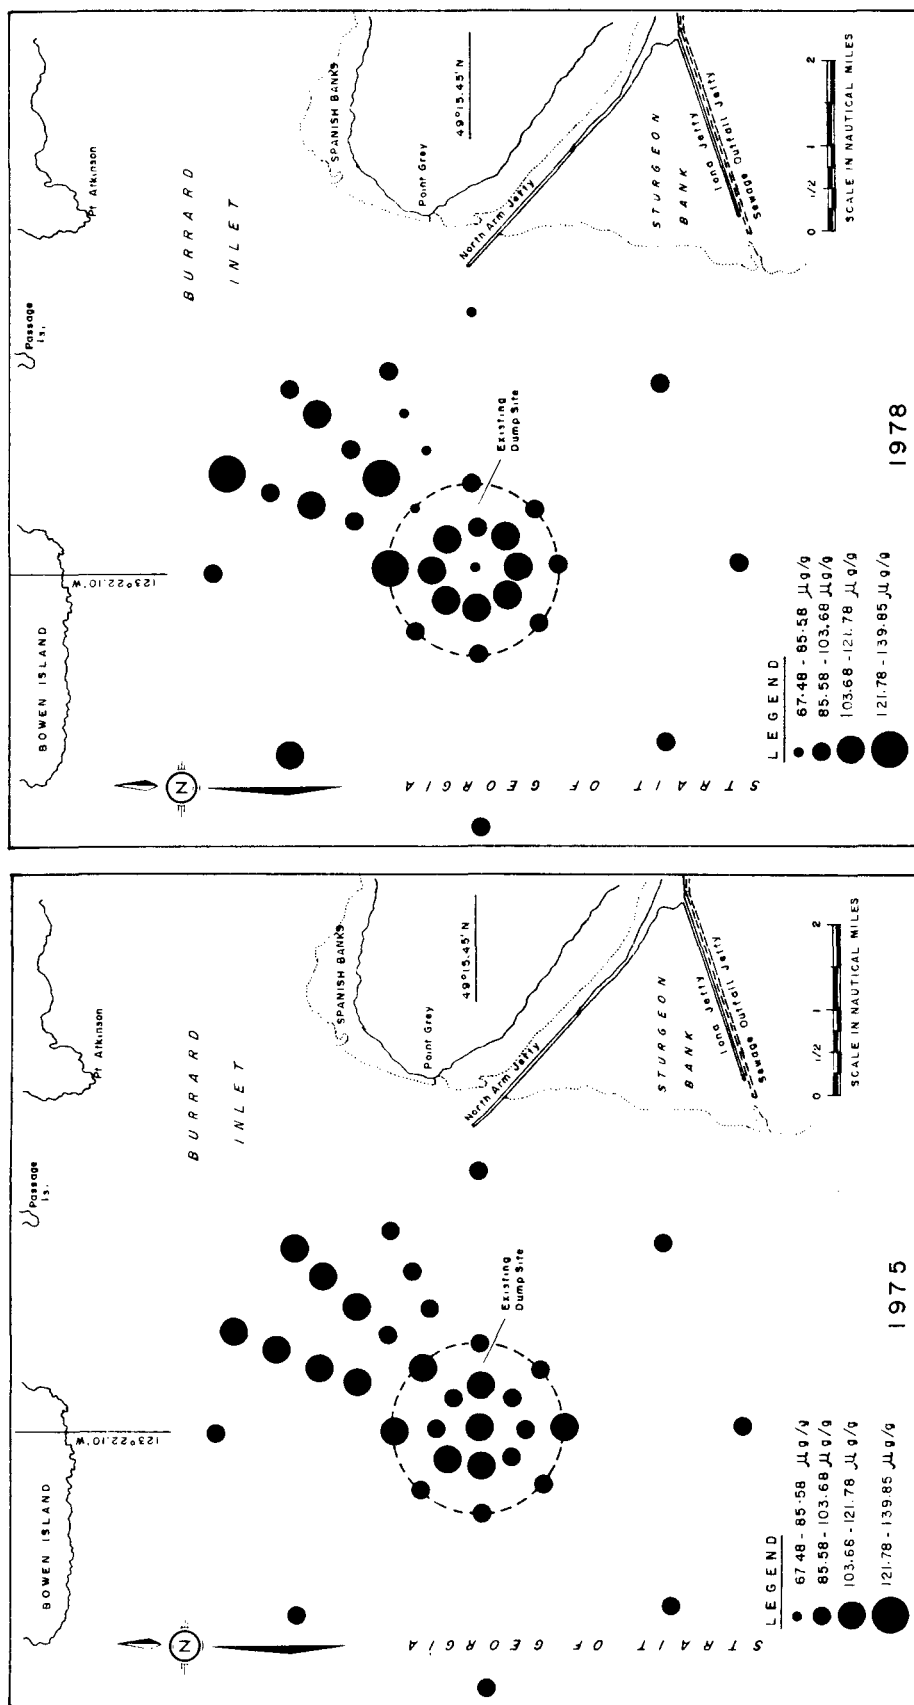 BOWEN ISLAND
123°22.10'W
Passage
Is.
Pt Atkinson
BURRARD
INLET
SPANISH BANKS
Point Grey
49°15.45'N
North Arm Jetty
STURGEON
BANK
Iona Jetty
Sewage Outfall Jetty
Existing
Dump Site
N
STRAIT OF GEORGIA
LEGEND
67.48 - 85.58 µg/g
85.58 - 103.68 µg/g
103.68 - 121.78 µg/g
121.78 - 139.85 µg/g
1975
0 1/2 1 2
SCALE IN NAUTICAL MILES
BOWEN ISLAND
123°22.10'W
Passage
Is.
Pt Atkinson
BURRARD
INLET
SPANISH BANKS
Point Grey
49°15.45'N
North Arm Jetty
STURGEON
BANK
Iona Jetty
Sewage Outfall Jetty
Existing
Dump Site
N
STRAIT OF GEORGIA
LEGEND
67.48 - 85.58 µg/g
85.58 - 103.68 µg/g
103.68 - 121.78 µg/g
121.78 - 139.85 µg/g
1978
0 1/2 1 2
SCALE IN NAUTICAL MILES